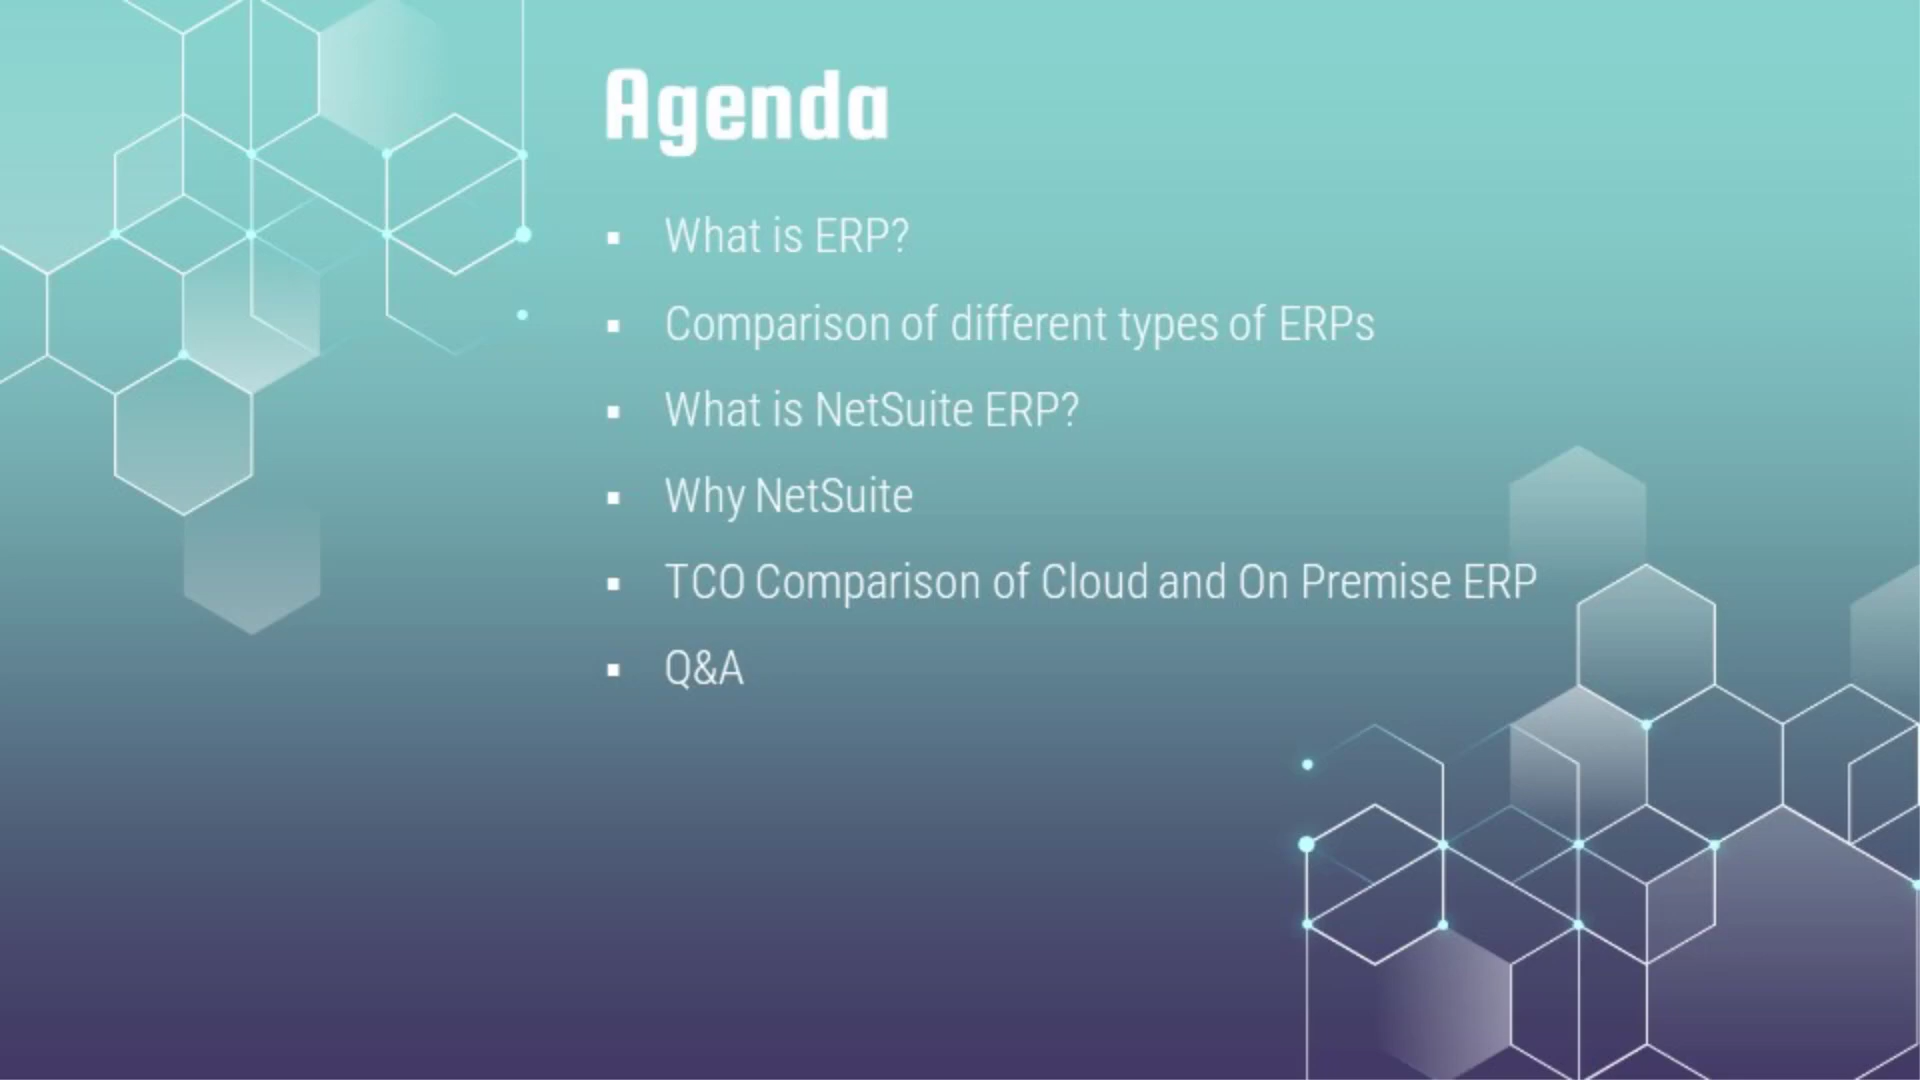 Agenda
▪ What is ERP?
▪ Comparison of different types of ERPs
▪ What is NetSuite ERP?
▪ Why NetSuite
▪ TCO Comparison of Cloud and On Premise ERP
▪ Q&A